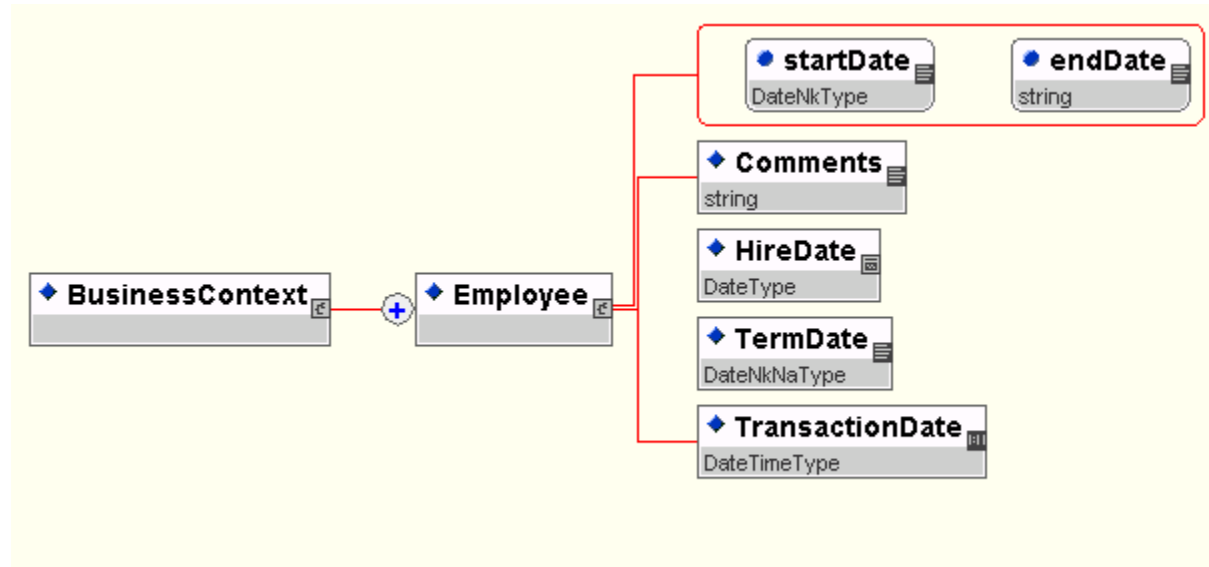 startDate
DateNkType
endDate
string
Comments
string
HireDate
DateType
BusinessContext
Employee
TermDate
DateNkNaType
TransactionDate
DateTimeType